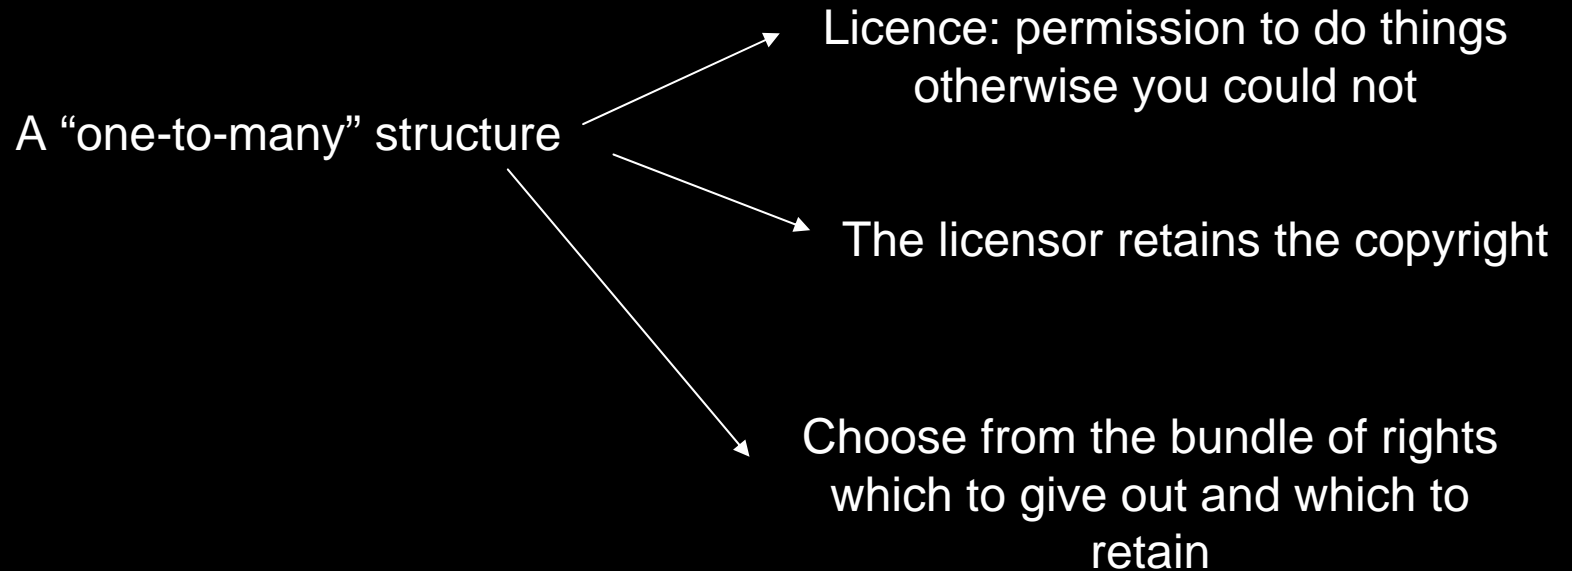 Licence: permission to do things
otherwise you could not
A “one-to-many” structure
The licensor retains the copyright
Choose from the bundle of rights
which to give out and which to
retain